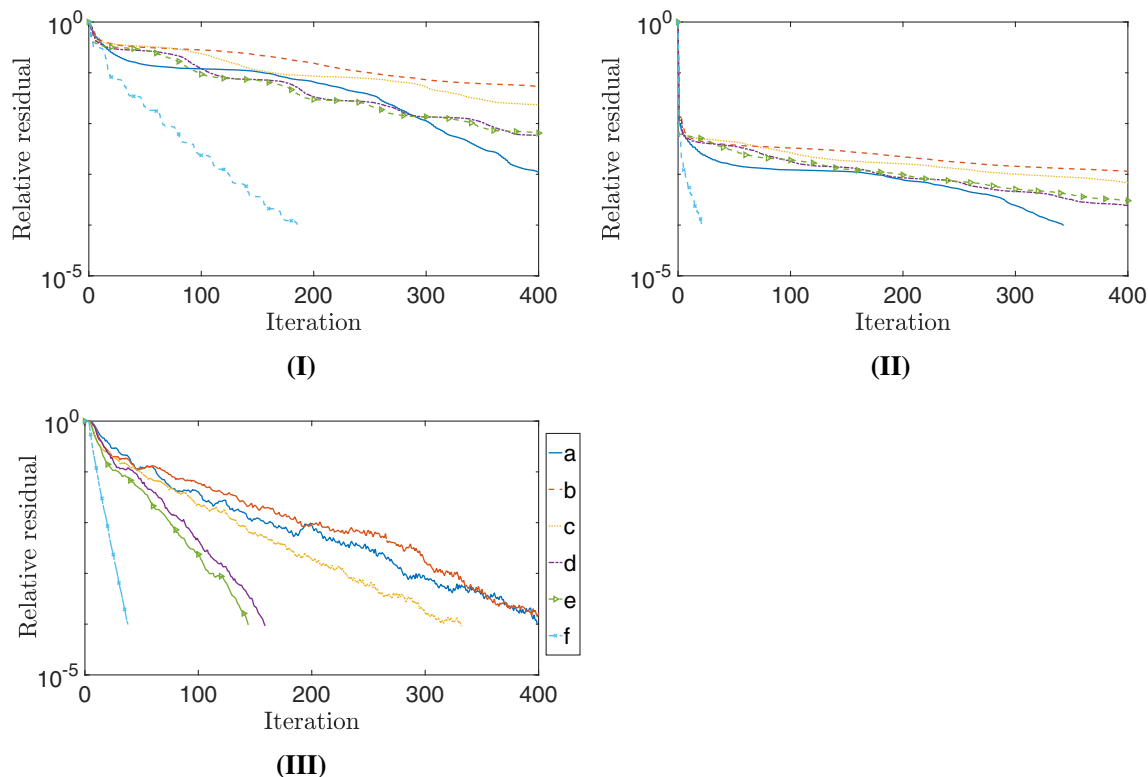 10^0
Relative residual
10^-5
0 100 200 300 400
Iteration
(I)
10^0
Relative residual
10^-5
0 100 200 300 400
Iteration
(II)
10^0
Relative residual
10^-5
0 100 200 300 400
Iteration
(III)
a
b
c
d
e
f